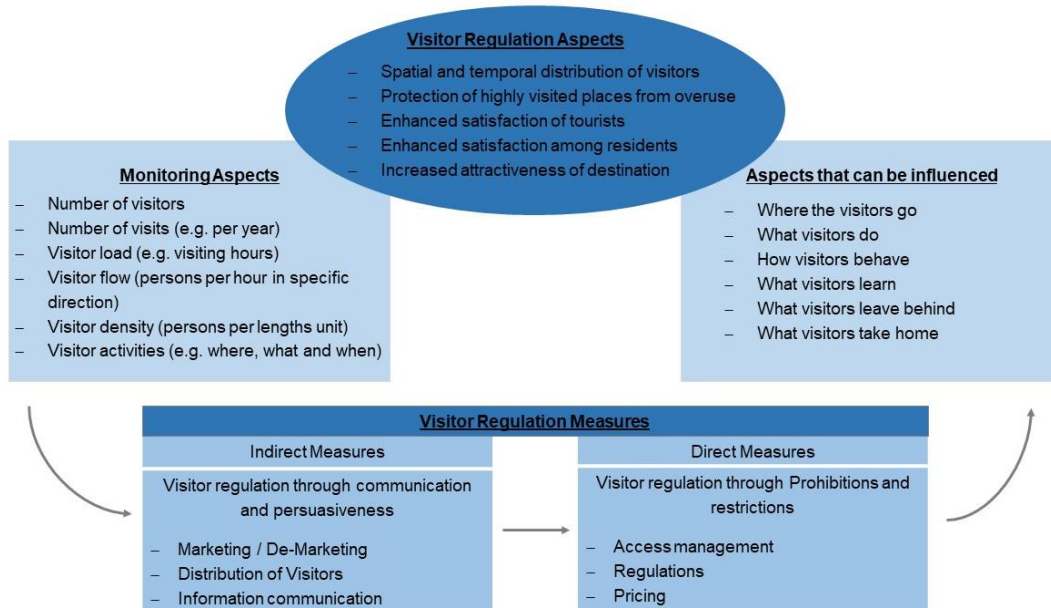 Visitor Regulation Aspects
– Spatial and temporal distribution of visitors
– Protection of highly visited places from overuse
– Enhanced satisfaction of tourists
– Enhanced satisfaction among residents
– Increased attractiveness of destination
Monitoring Aspects
– Number of visitors
– Number of visits (e.g. per year)
– Visitor load (e.g. visiting hours)
– Visitor flow (persons per hour in specific
direction)
– Visitor density (persons per lengths unit)
– Visitor activities (e.g. where, what and when)
Aspects that can be influenced
– Where the visitors go
– What visitors do
– How visitors behave
– What visitors learn
– What visitors leave behind
– What visitors take home
Visitor Regulation Measures
Indirect Measures
Visitor regulation through communication
and persuasiveness
– Marketing / De-Marketing
– Distribution of Visitors
– Information communication
Direct Measures
Visitor regulation through Prohibitions and
restrictions
– Access management
– Regulations
– Pricing